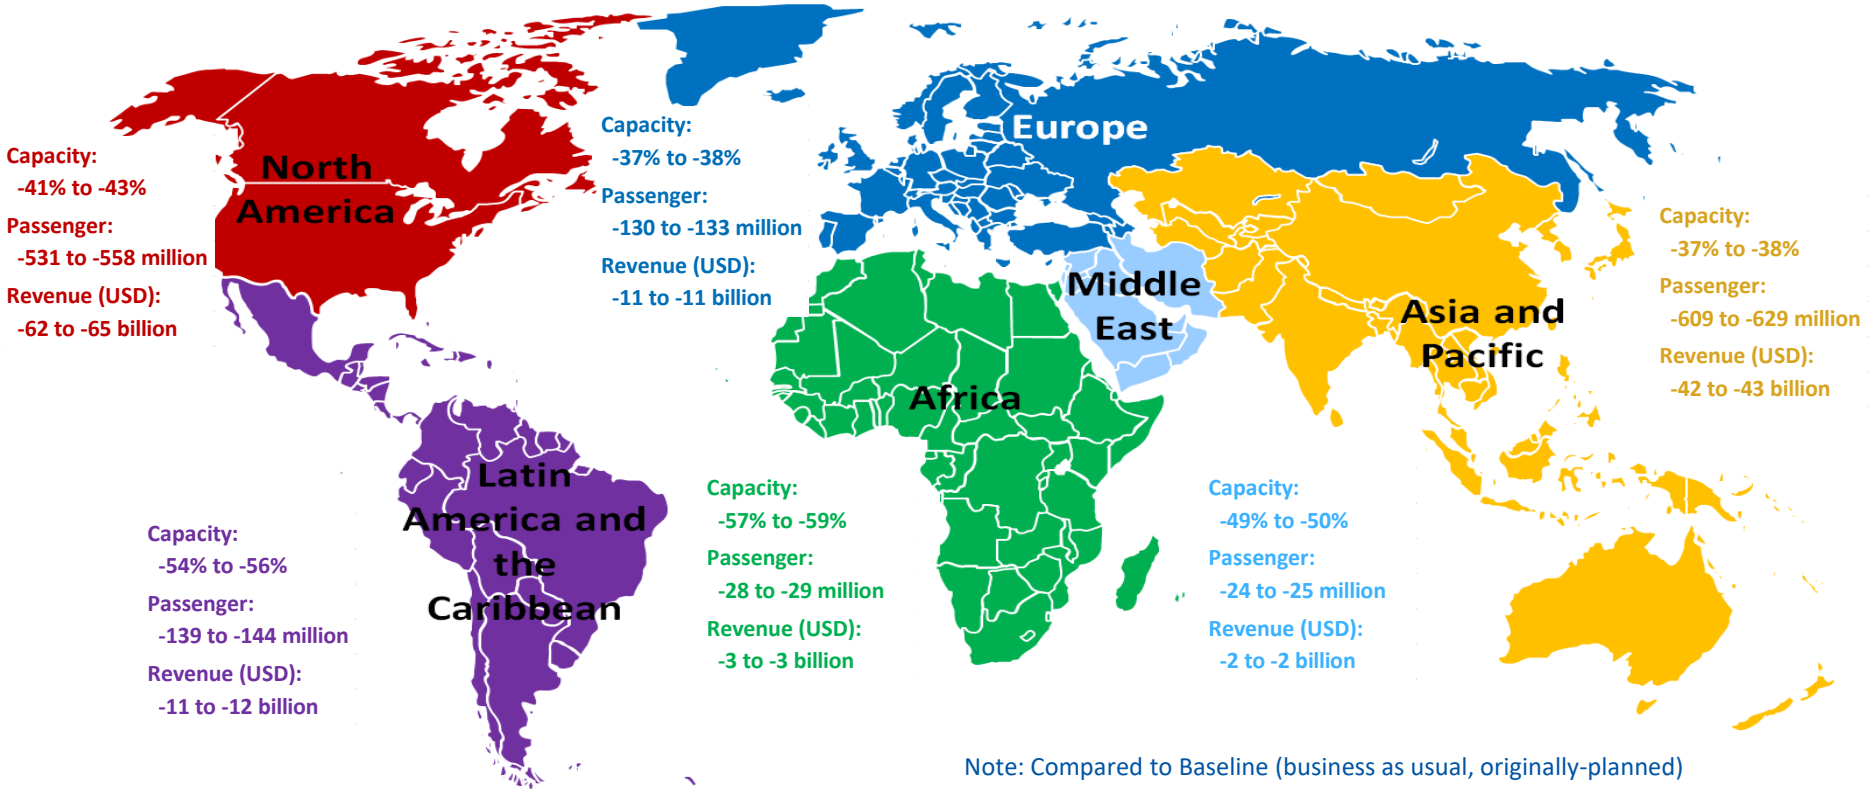 North
America
Capacity:
-41% to -43%
Passenger:
-531 to -558 million
Revenue (USD):
-62 to -65 billion
Capacity:
-37% to -38%
Passenger:
-130 to -133 million
Revenue (USD):
-11 to -11 billion
Europe
Middle
East
Asia and
Pacific
Capacity:
-37% to -38%
Passenger:
-609 to -629 million
Revenue (USD):
-42 to -43 billion
Africa
Latin
America and
the
Caribbean
Capacity:
-54% to -56%
Passenger:
-139 to -144 million
Revenue (USD):
-11 to -12 billion
Capacity:
-57% to -59%
Passenger:
-28 to -29 million
Revenue (USD):
-3 to -3 billion
Capacity:
-49% to -50%
Passenger:
-24 to -25 million
Revenue (USD):
-2 to -2 billion
Note: Compared to Baseline (business as usual, originally-planned)